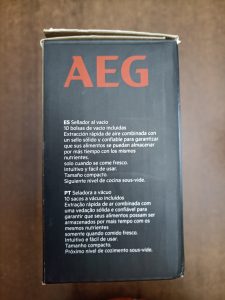 AEG
ES Sellador al vacío
10 bolsas de vacío incluidas
Extracción rápida de aire combinada con
un sello sólido y confiable para garantizar
que sus alimentos se puedan almacenar
por más tiempo con los mismos
nutrientes.
solo cuando se come fresco.
Intuitivo y fácil de usar.
Tamaño compacto.
Siguiente nivel de cocina sous-vide.
PT Seladora a vácuo
10 sacos a vácuo incluídos
Extração rápida de ar combinada com
uma vedação sólida e confiável para
garantir que seus alimentos possam ser
armazenados por mais tempo com os
mesmos nutrientes
somente quando comido fresco.
Intuitivo e fácil de usar.
Tamanho compacto.
Próximo nível de cozimento sous-vide.